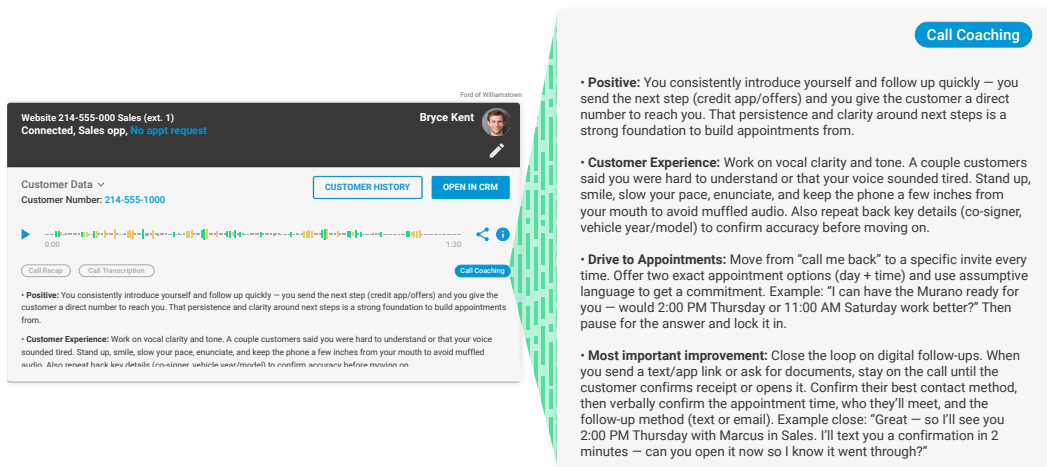 Ford of Williamstown
Website 214-555-000 Sales (ext. 1)
Connected, Sales opp, No appt request
Bryce Kent
Customer Data
Customer Number: 214-555-1000
CUSTOMER HISTORY
OPEN IN CRM
0:00
1:30
Call Recap
Call Transcription
Call Coaching
• Positive: You consistently introduce yourself and follow up quickly — you send the next step (credit app/offers) and you give the
customer a direct number to reach you. That persistence and clarity around next steps is a strong foundation to build appointments
from.
• Customer Experience: Work on vocal clarity and tone. A couple customers said you were hard to understand or that your voice
sounded tired. Stand up, smile, slow your pace, enunciate, and keep the phone a few inches from your mouth to avoid muffled
audio. Also repeat back key details (co-signer, vehicle year/model) to confirm accuracy before moving on.
Call Coaching
• Positive: You consistently introduce yourself and follow up quickly — you
send the next step (credit app/offers) and you give the customer a direct
number to reach you. That persistence and clarity around next steps is a
strong foundation to build appointments from.
• Customer Experience: Work on vocal clarity and tone. A couple customers
said you were hard to understand or that your voice sounded tired. Stand up,
smile, slow your pace, enunciate, and keep the phone a few inches from
your mouth to avoid muffled audio. Also repeat back key details (co-signer,
vehicle year/model) to confirm accuracy before moving on.
• Drive to Appointments: Move from “call me back” to a specific invite every
time. Offer two exact appointment options (day + time) and use assumptive
language to get a commitment. Example: “I can have the Murano ready for
you — would 2:00 PM Thursday or 11:00 AM Saturday work better?” Then
pause for the answer and lock it in.
• Most important improvement: Close the loop on digital follow-ups. When
you send a text/app link or ask for documents, stay on the call until the
customer confirms receipt or opens it. Confirm their best contact method,
then verbally confirm the appointment time, who they’ll meet, and the
follow-up method (text or email). Example close: “Great — so I’ll see you
2:00 PM Thursday with Marcus in Sales. I’ll text you a confirmation in 2
minutes — can you open it now so I know it went through?”